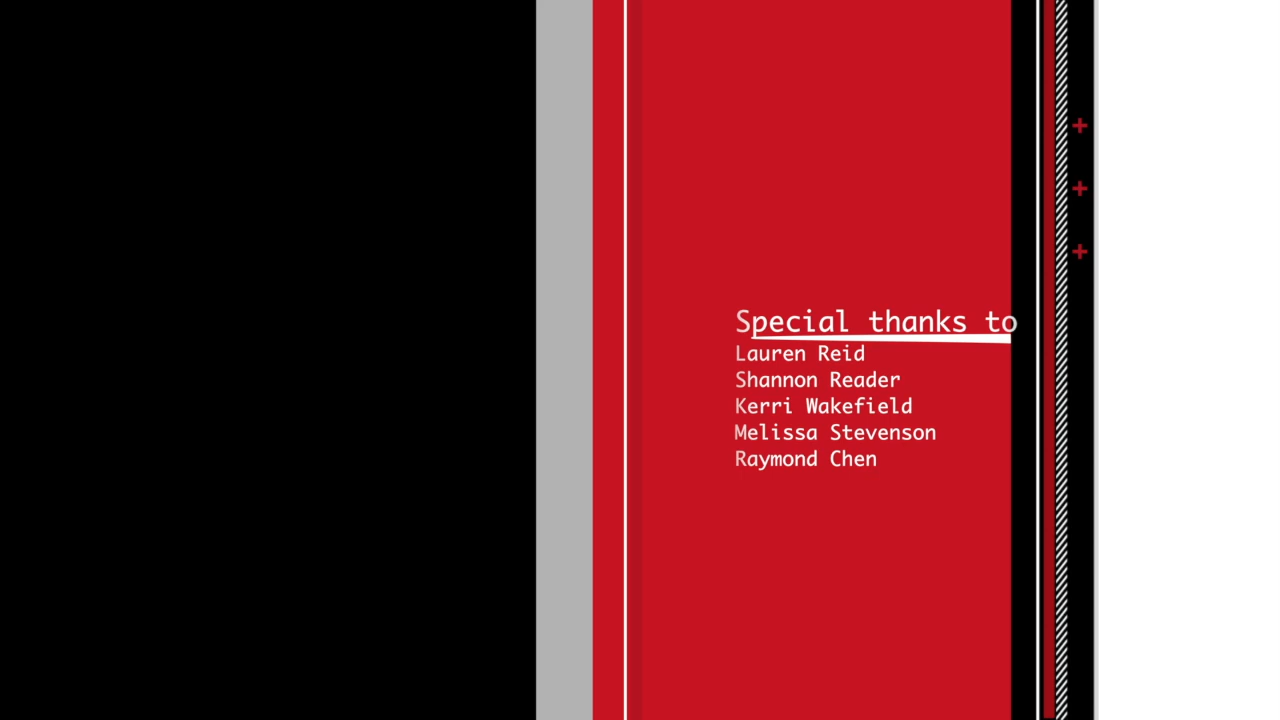 Special thanks to
Lauren Reid
Shannon Reader
Kerri Wakefield
Melissa Stevenson
Raymond Chen